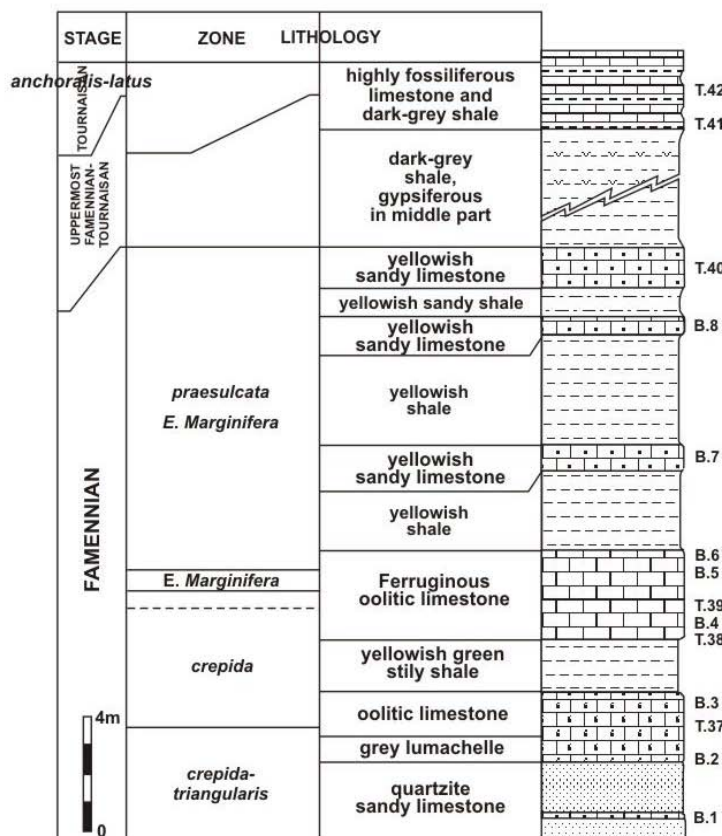 STAGE
ZONE
LITHOLOGY
anchoralis-latus
TOURNAISAN
UPPERMOST
FAMENNIAN-
TOURNAISAN
FAMENNIAN
4m
0
praesulcata
E. Marginifera
E. Marginifera
crepida
crepida-
triangularis
highly fossiliferous
limestone and
dark-grey shale
dark-grey
shale,
gypsiferous
in middle part
yellowish
sandy limestone
yellowish sandy shale
yellowish
sandy limestone
yellowish
shale
yellowish
sandy limestone
yellowish
shale
Ferruginous
oolitic limestone
yellowish green
stily shale
oolitic limestone
grey lumachelle
quartzite
sandy limestone
T.42
T.41
T.40
B.8
B.7
B.6
B.5
T.39
B.4
T.38
B.3
T.37
B.2
B.1